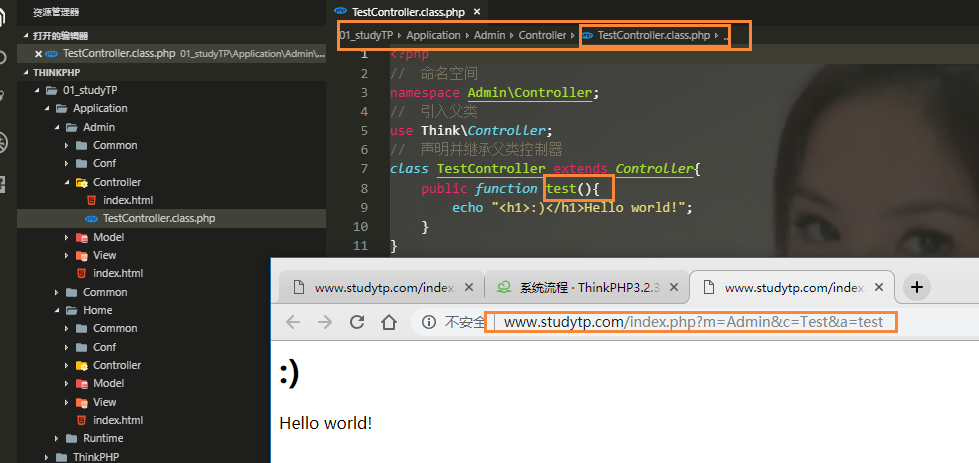 资源管理器
打开的编辑器
TestController.class.php 01_studyTP\Application\Admin\...
THINKPHP
01_studyTP
Application
Admin
Common
Conf
Controller
index.html
TestController.class.php
Model
View
index.html
Common
Home
Common
Conf
Controller
Model
View
index.html
Runtime
ThinkPHP
TestController.class.php
01_studyTP Application Admin Controller TestController.class.php ...
1 <?php
2 // 命名空间
3 namespace Admin\Controller;
4 // 引入父类
5 use Think\Controller;
6 // 声明并继承父类控制器
7 class TestController extends Controller{
8 public function test(){
9 echo "<h1>:)</h1>Hello world!";
10 }
11 }
www.studytp.com/index. 系统流程 · ThinkPHP3.2.3 www.studytp.com/index.
不安全 www.studytp.com/index.php?m=Admin&c=Test&a=test
:)
Hello world!